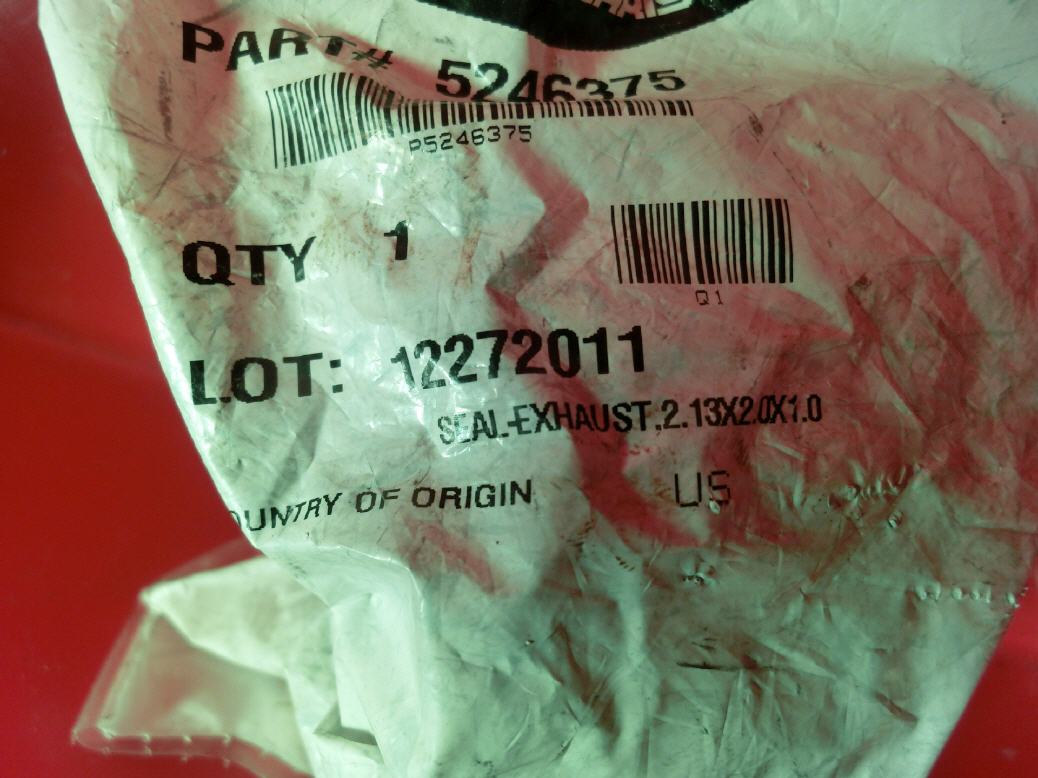 PART# 5246375
P5246375
QTY 1
Q1
LOT: 12272011
SEAL-EXHAUST,2.13X2.0X1.0
OUNTRY OF ORIGIN US